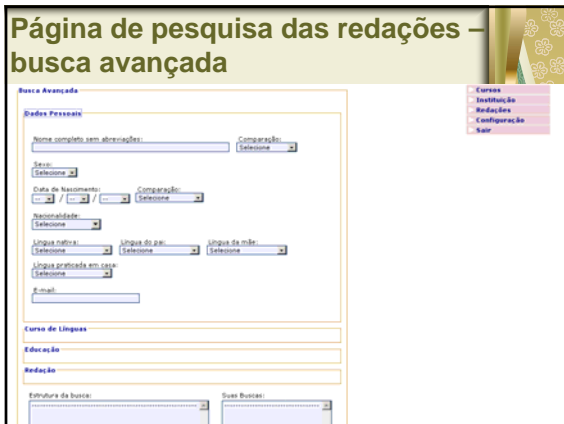 Página de pesquisa das redações –
busca avançada
Busca Avançada
Cursos
Instituição
Redações
Configuração
Sair
Dados Pessoais
Nome completo sem abreviações: Comparação:
Selecione
Sexo:
Selecione
Data de Nascimento: Comparação:
-- / -- / -- Selecione
Nacionalidade:
Selecione
Língua nativa: Língua do pai: Língua da mãe:
Selecione Selecione Selecione
Língua praticada em casa:
Selecione
E-mail:
Curso de Línguas
Educação
Redação
Estrutura da busca: Suas Buscas: